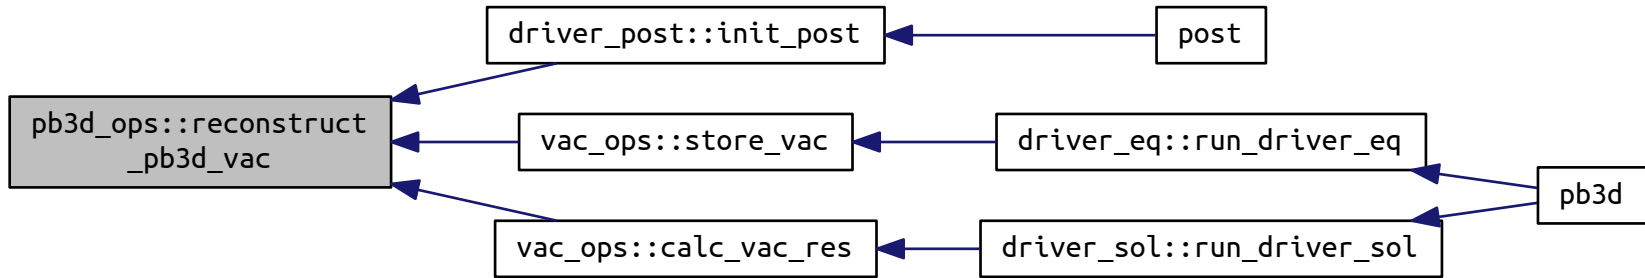 driver_post::init_post
post
pb3d_ops::reconstruct
_pb3d_vac
vac_ops::store_vac
driver_eq::run_driver_eq
pb3d
vac_ops::calc_vac_res
driver_sol::run_driver_sol